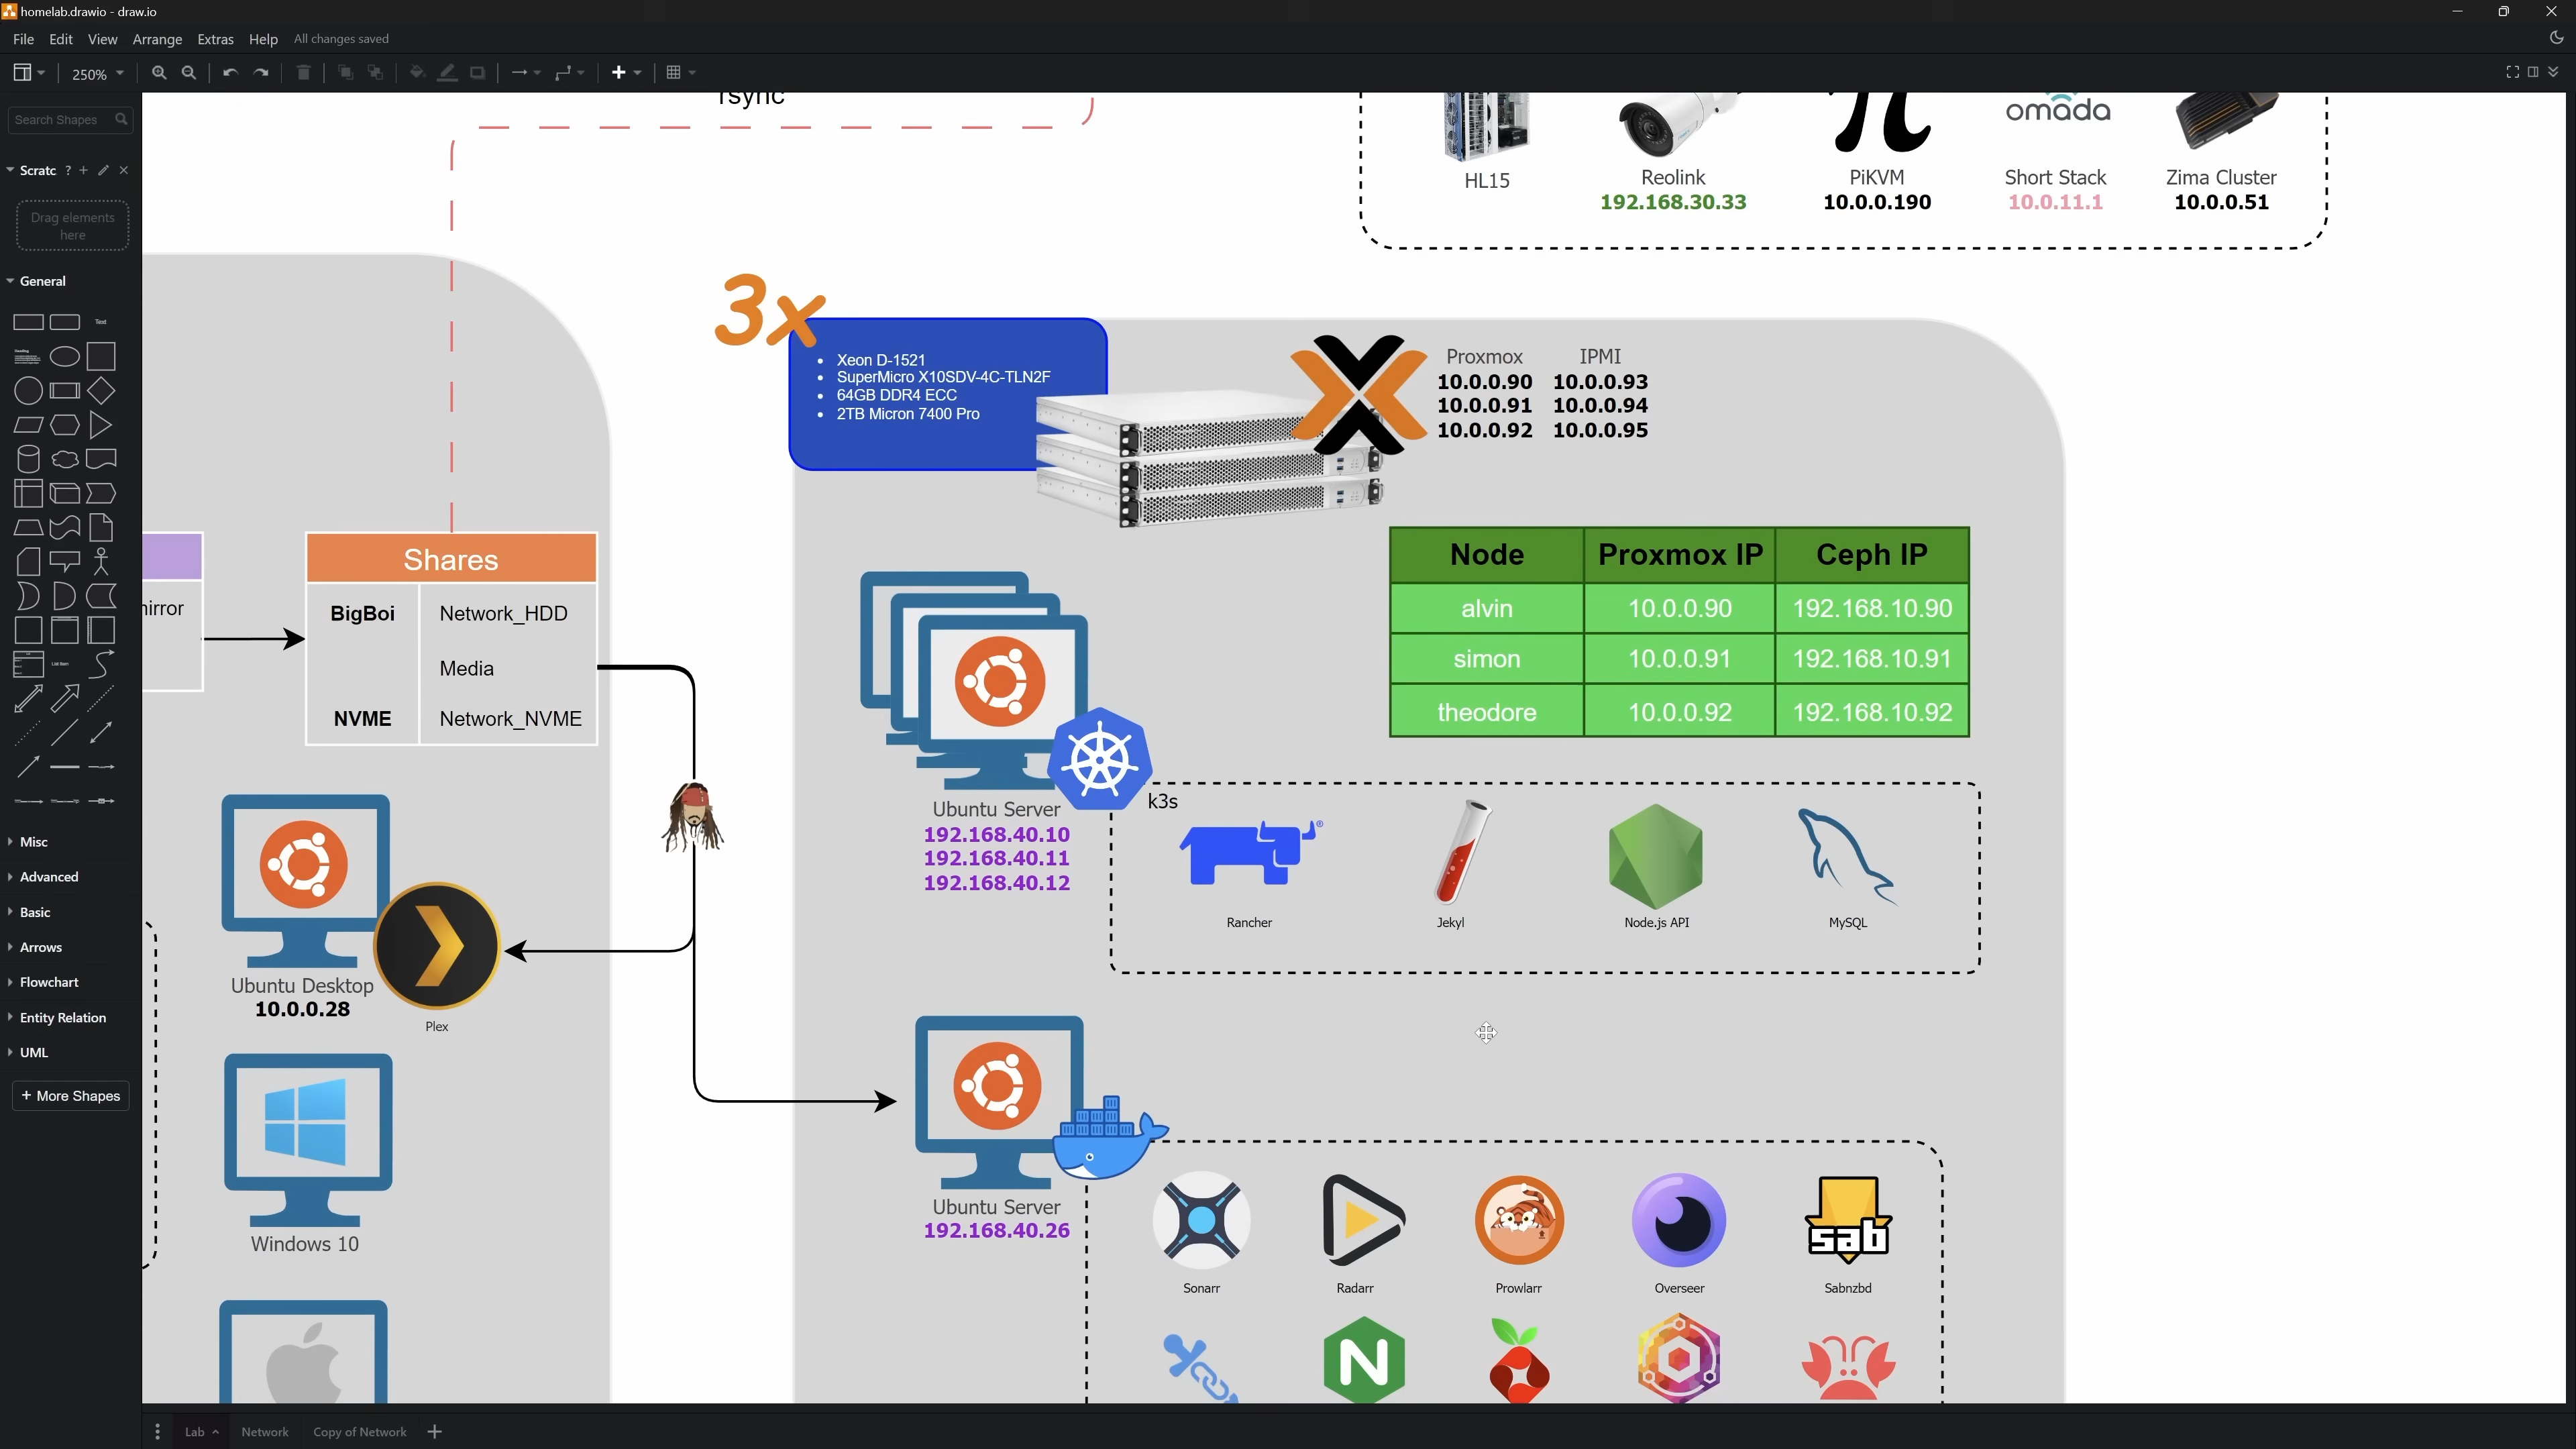 homelab.drawio - draw.io
File Edit View Arrange Extras Help All changes saved
250%
Search Shapes
Scratc ?
Drag elements
here
General
Text
Heading
List Item
Misc
Advanced
Basic
Arrows
Flowchart
Entity Relation
UML
+ More Shapes
rsync
omada
HL15
Reolink
192.168.30.33
PiKVM
10.0.0.190
Short Stack
10.0.11.1
Zima Cluster
10.0.0.51
3x
• Xeon D-1521
• SuperMicro X10SDV-4C-TLN2F
• 64GB DDR4 ECC
• 2TB Micron 7400 Pro
Proxmox IPMI
10.0.0.90 10.0.0.93
10.0.0.91 10.0.0.94
10.0.0.92 10.0.0.95
Node Proxmox IP Ceph IP
alvin 10.0.0.90 192.168.10.90
simon 10.0.0.91 192.168.10.91
theodore 10.0.0.92 192.168.10.92
Shares
BigBoi Network_HDD
Media
NVME Network_NVME
Ubuntu Server
192.168.40.10
192.168.40.11
192.168.40.12
k3s
Rancher
Jekyl
Node.js API
MySQL
Ubuntu Desktop
10.0.0.28
Plex
Windows 10
Ubuntu Server
192.168.40.26
sab
Sonarr
Radarr
Prowlarr
Overseer
Sabnzbd
N
Lab Network Copy of Network